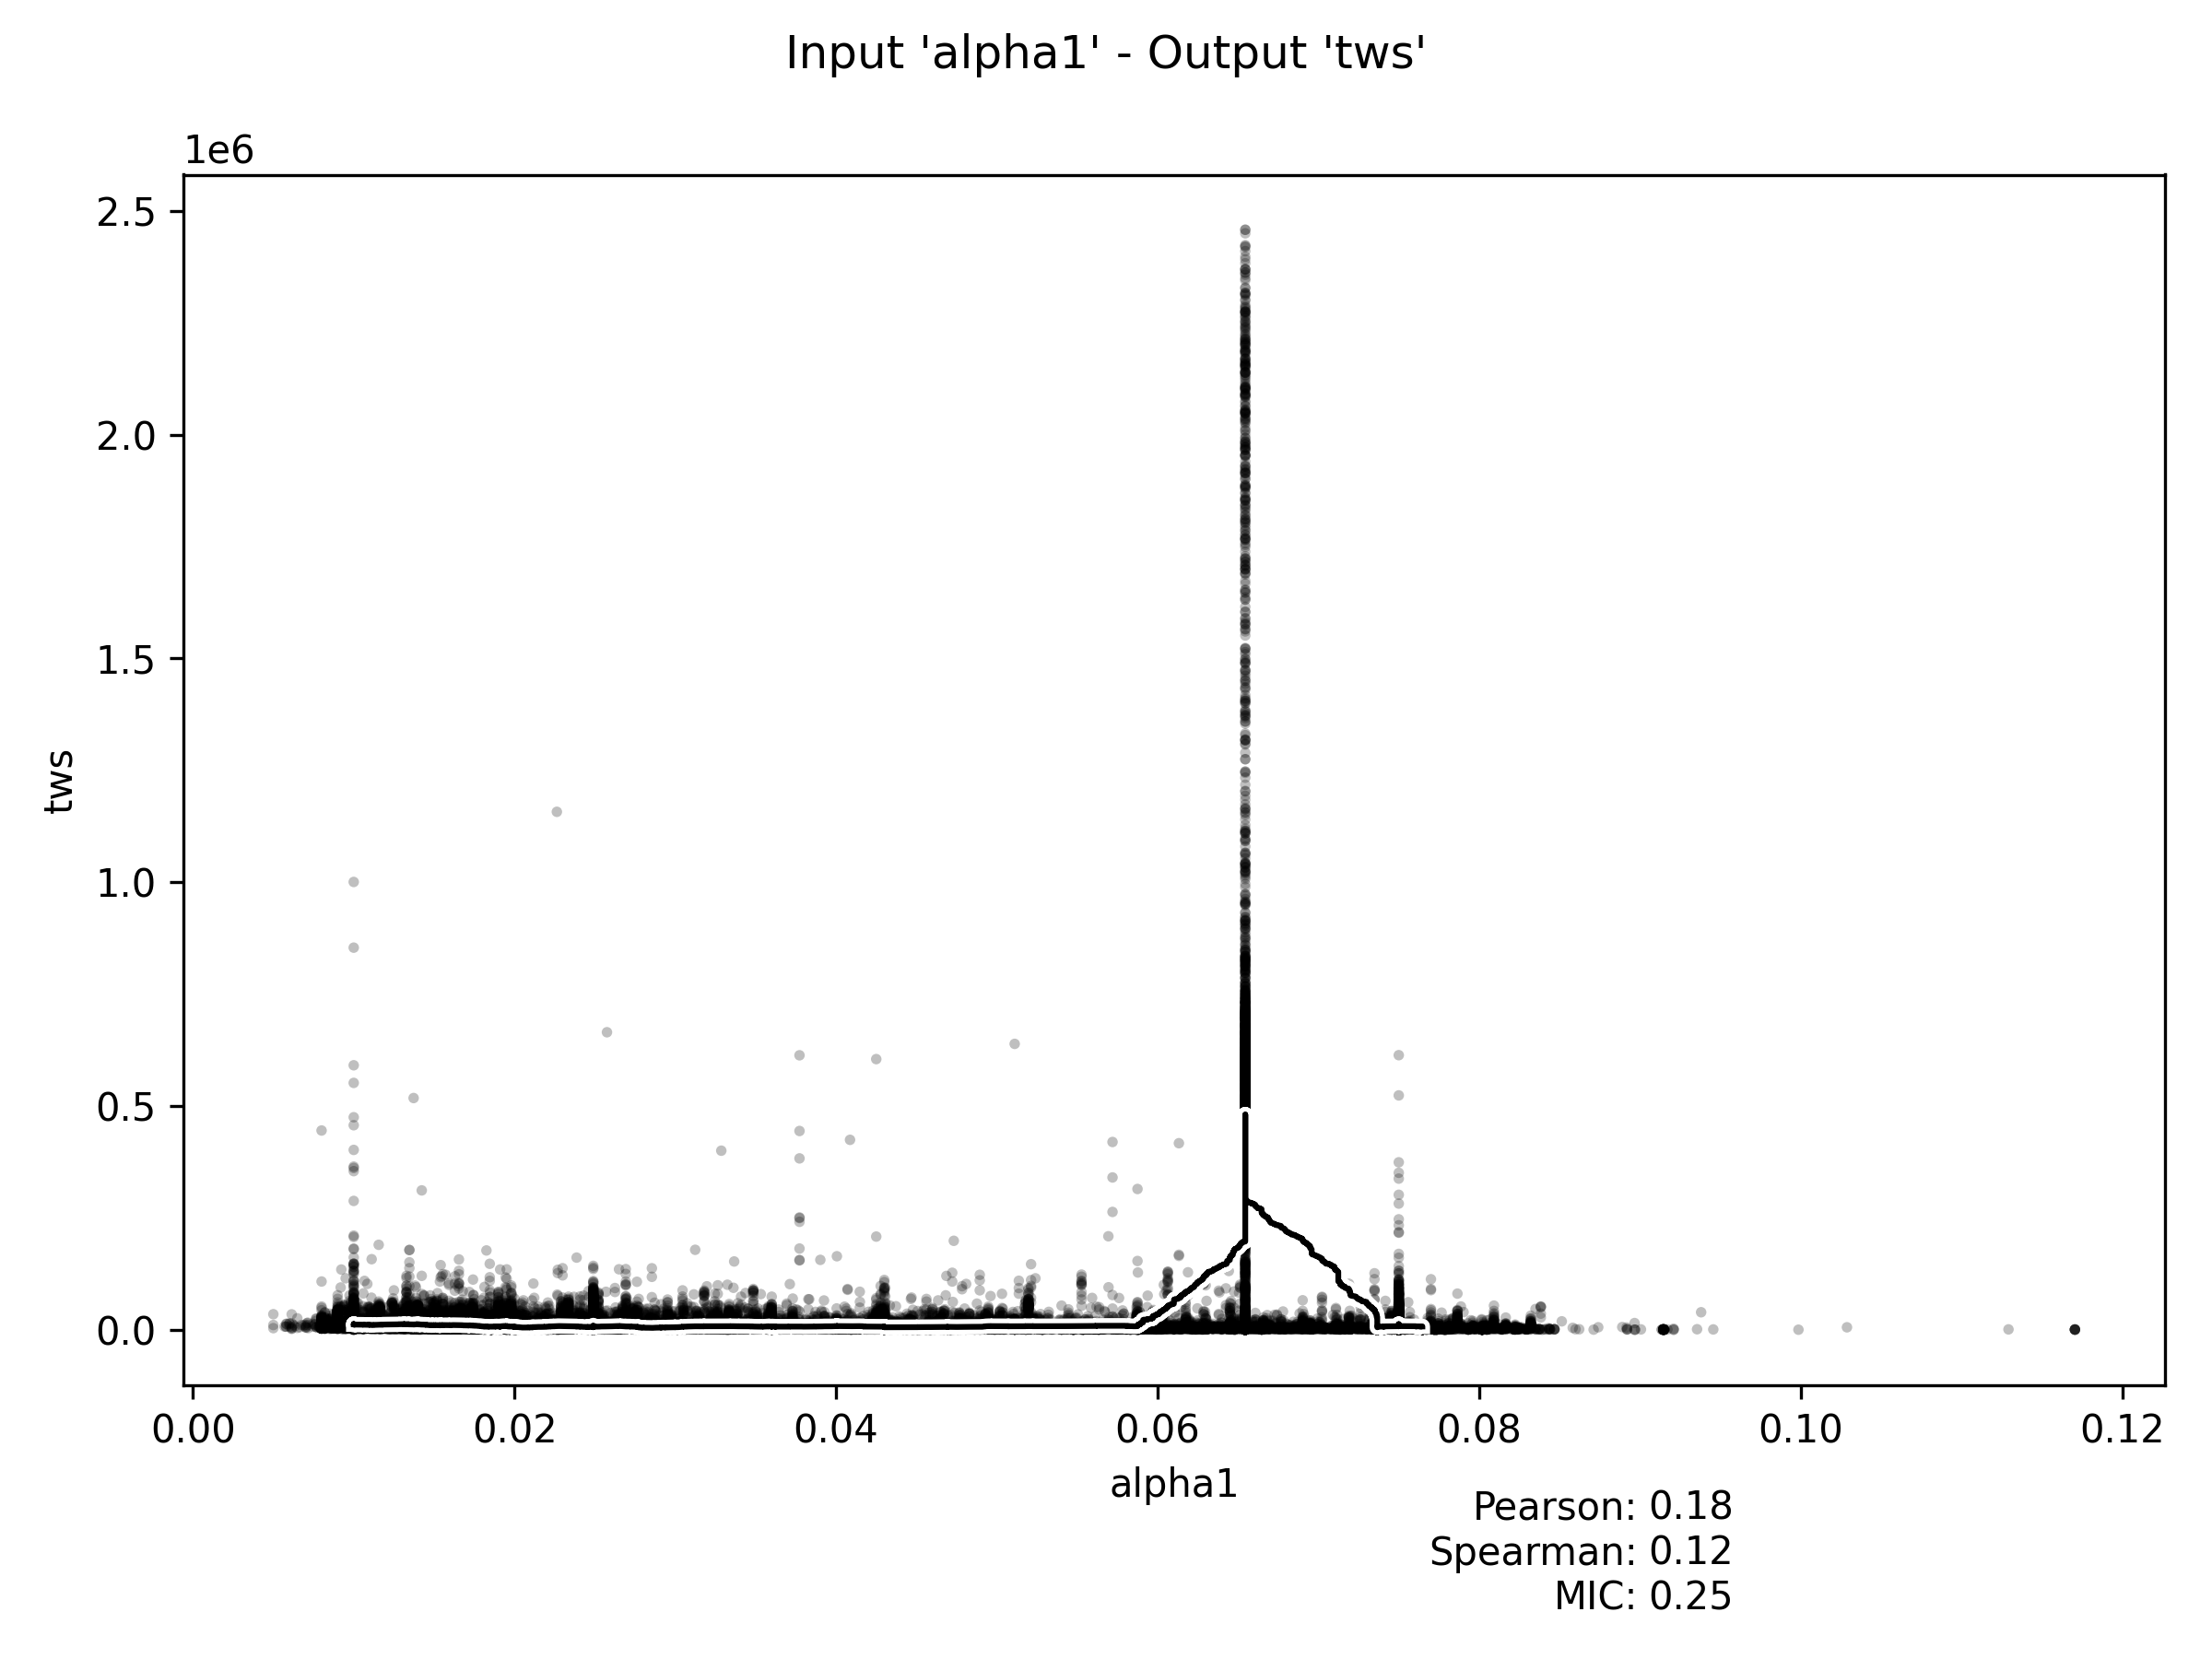 Input 'alpha1' - Output 'tws'
1e6
2.5
2.0
1.5
1.0
0.5
0.0
tws
0.00 0.02 0.04 0.06 0.08 0.10 0.12
alpha1
Pearson: 0.18
Spearman: 0.12
MIC: 0.25